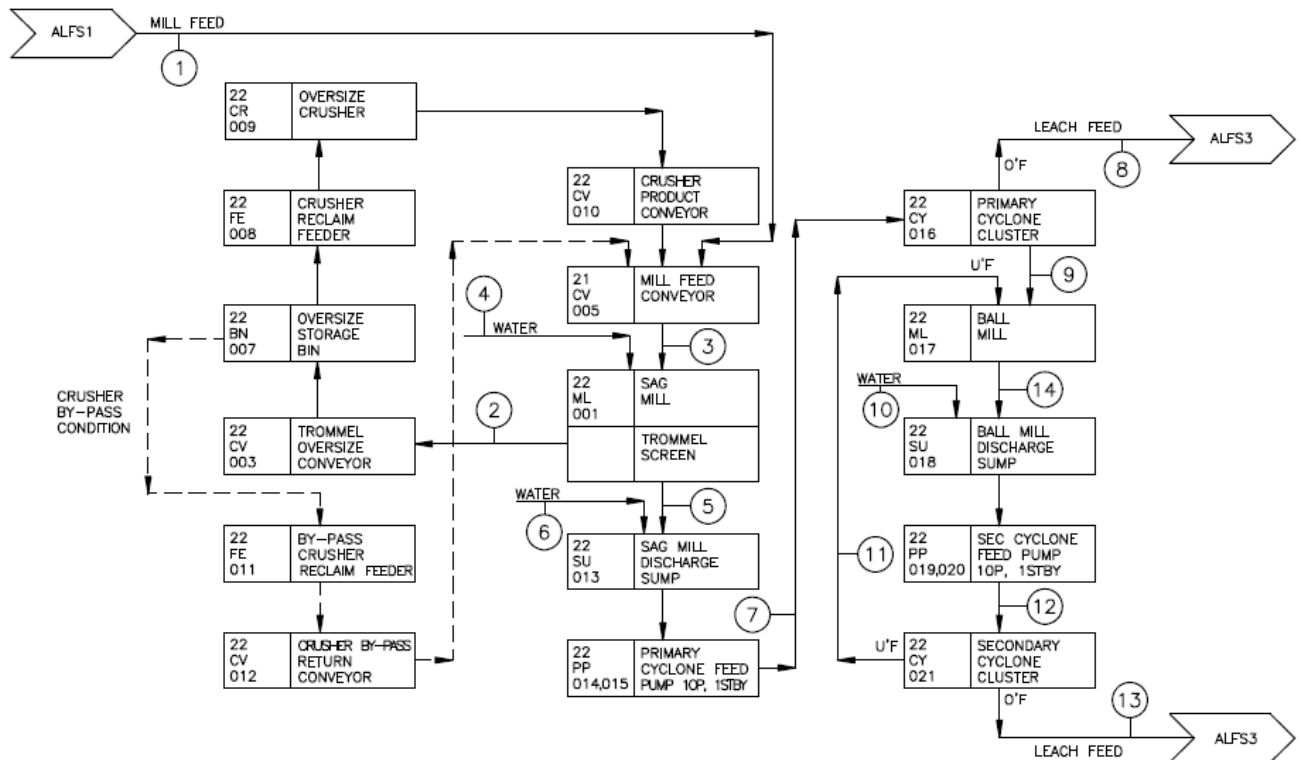 ALFS1
MILL FEED
1
22
CR
009
OVERSIZE
CRUSHER
22
FE
008
CRUSHER
RECLAIM
FEEDER
22
BN
007
OVERSIZE
STORAGE
BIN
CRUSHER
BY-PASS
CONDITION
22
CV
003
TROMMEL
OVERSIZE
CONVEYOR
22
FE
011
BY-PASS
CRUSHER
RECLAIM FEEDER
22
CV
012
CRUSHER BY-PASS
RETURN
CONVEYOR
22
CV
010
CRUSHER
PRODUCT
CONVEYOR
21
CV
005
MILL FEED
CONVEYOR
4
WATER
3
22
ML
001
SAG
MILL
TROMMEL
SCREEN
2
5
WATER
6
22
SU
013
SAG MILL
DISCHARGE
SUMP
7
22
PP
014,015
PRIMARY
CYCLONE FEED
PUMP 1OP, 1STBY
LEACH FEED
8
ALFS3
O'F
22
CY
016
PRIMARY
CYCLONE
CLUSTER
U'F
9
22
ML
017
BALL
MILL
WATER
10
14
22
SU
018
BALL MILL
DISCHARGE
SUMP
11
22
PP
019,020
SEC CYCLONE
FEED PUMP
1OP, 1STBY
12
U'F
22
CY
021
SECONDARY
CYCLONE
CLUSTER
O'F
13
LEACH FEED
ALFS3